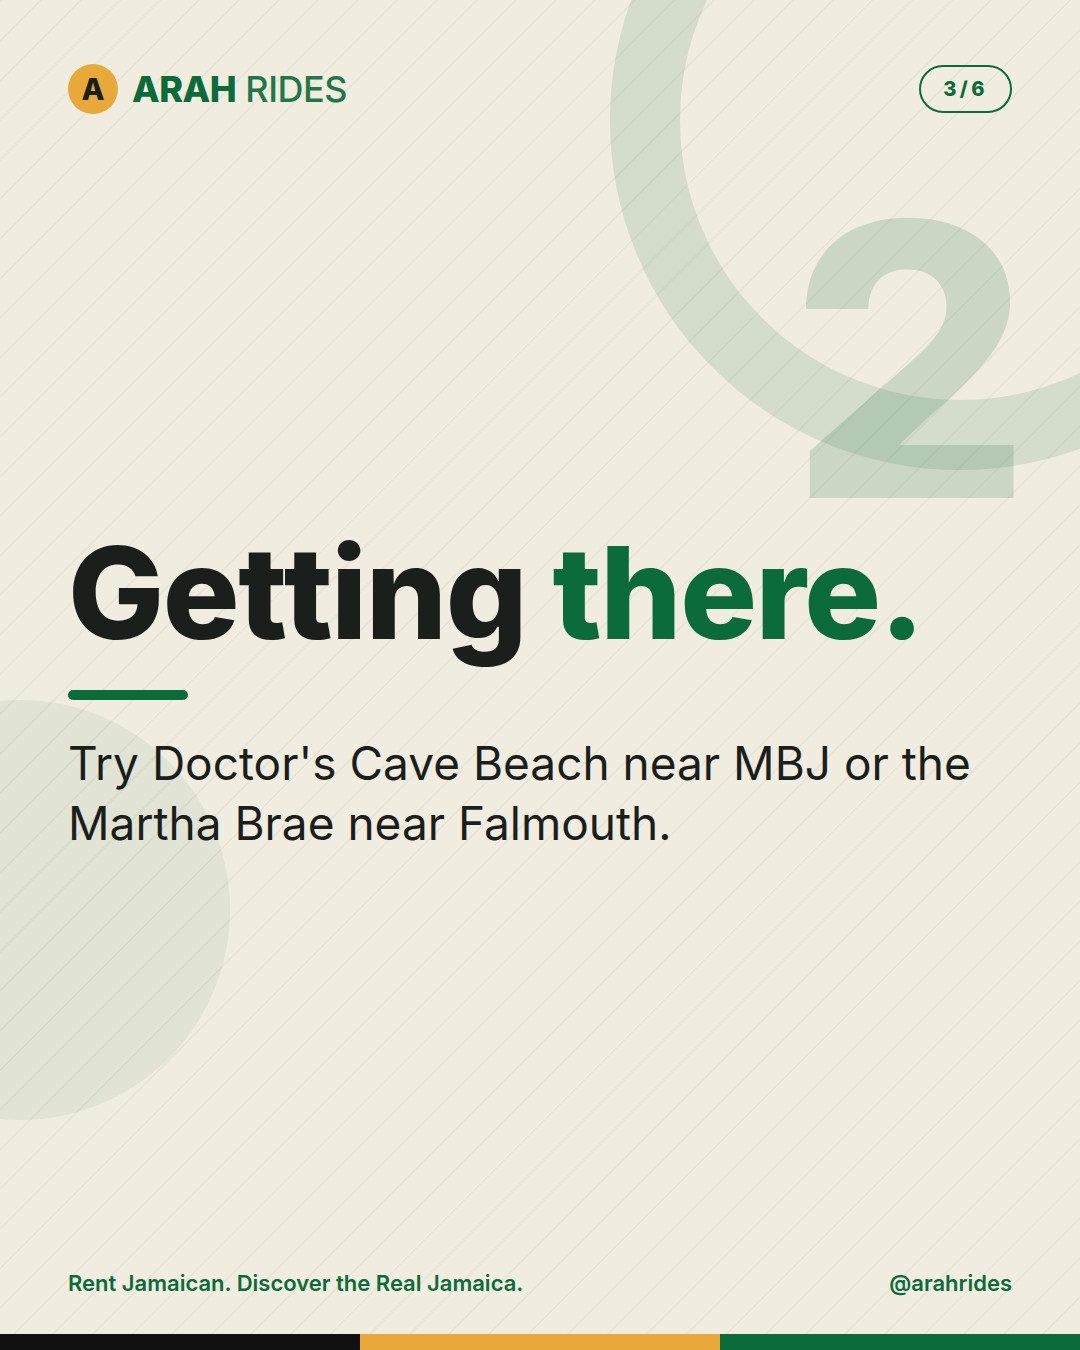 A ARAH RIDES
3/6
2
Getting there.
Try Doctor's Cave Beach near MBJ or the
Martha Brae near Falmouth.
Rent Jamaican. Discover the Real Jamaica.
@arahrides